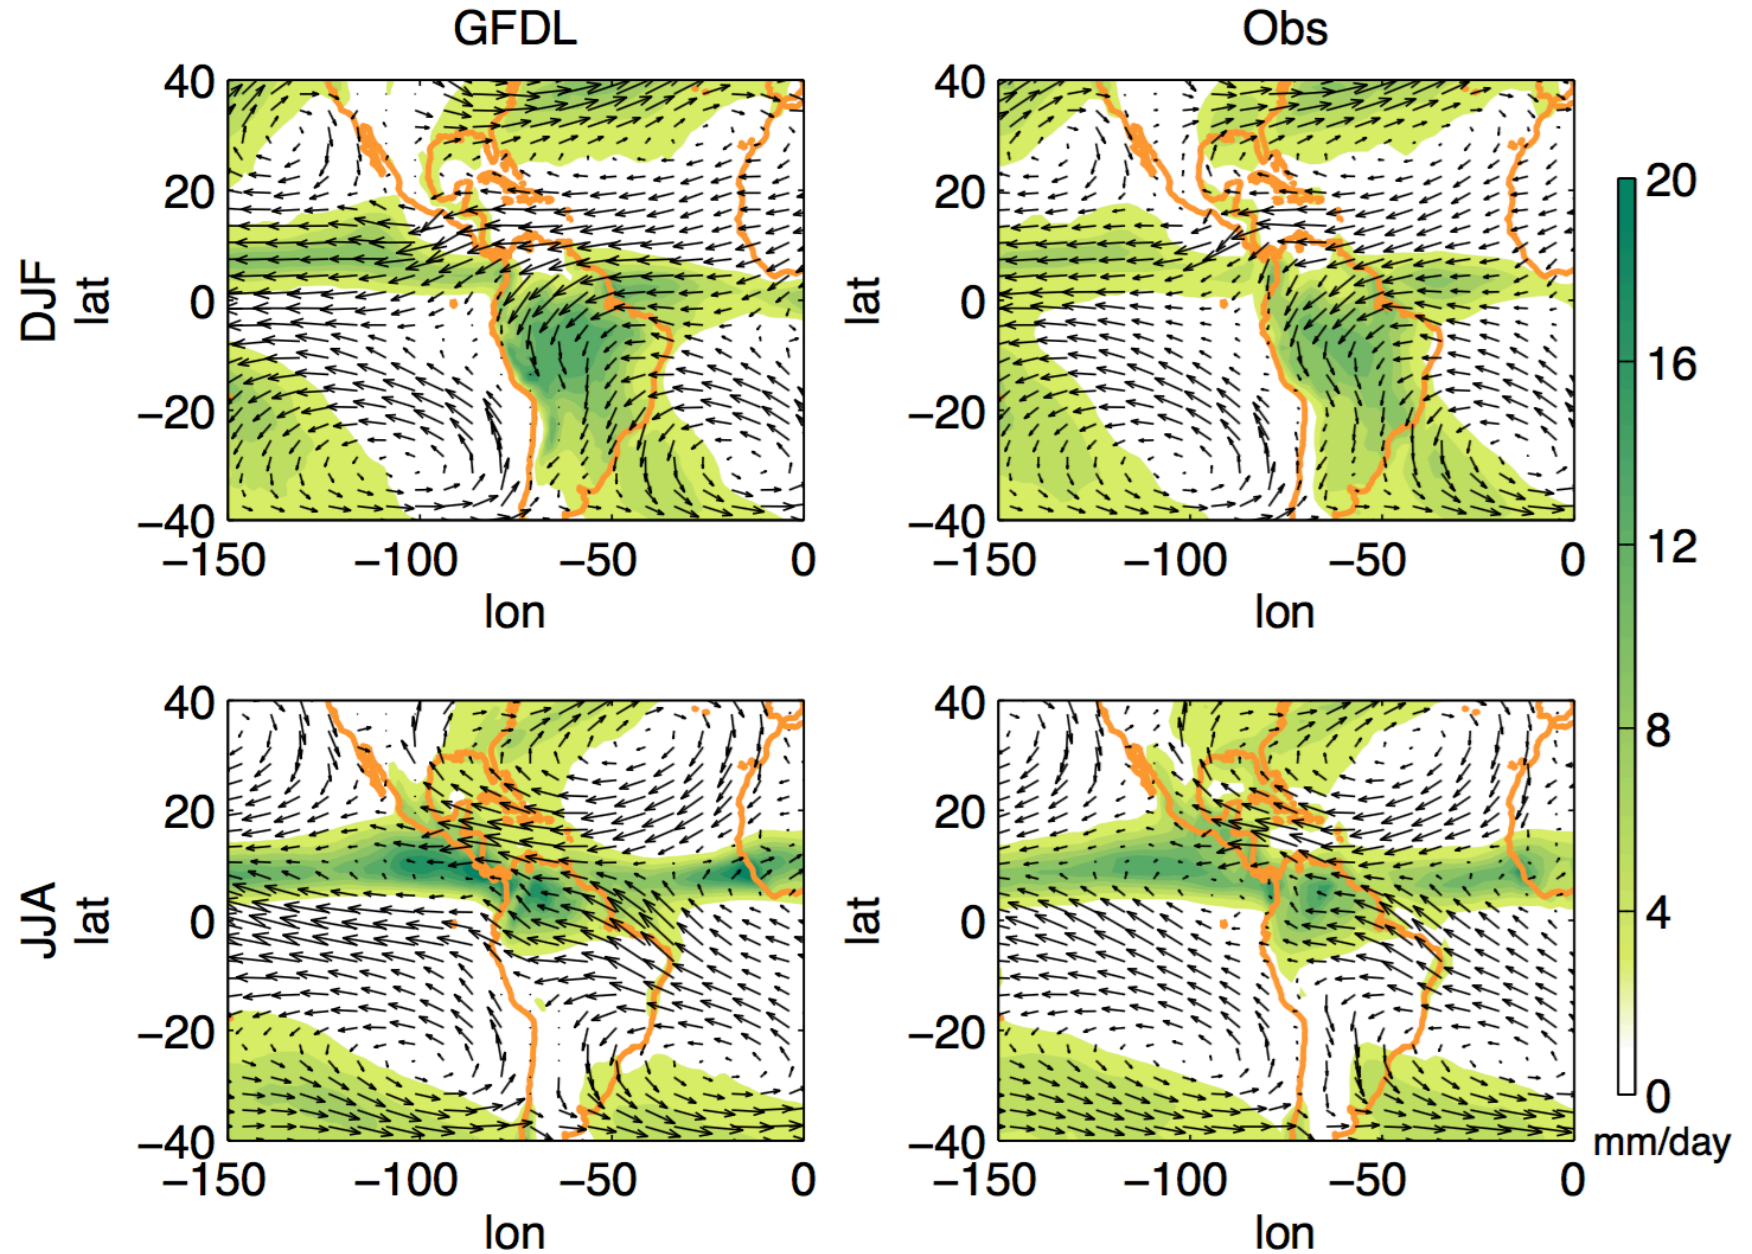 GFDL Obs
40 40
20 20
DJF lat 0 lat 0
−20 −20
−40 −40
−150 −100 −50 0 −150 −100 −50 0
lon lon
40 40
20 20
JJA lat 0 lat 0
−20 −20
−40 −40
−150 −100 −50 0 −150 −100 −50 0
lon lon
20
16
12
8
4
0
mm/day